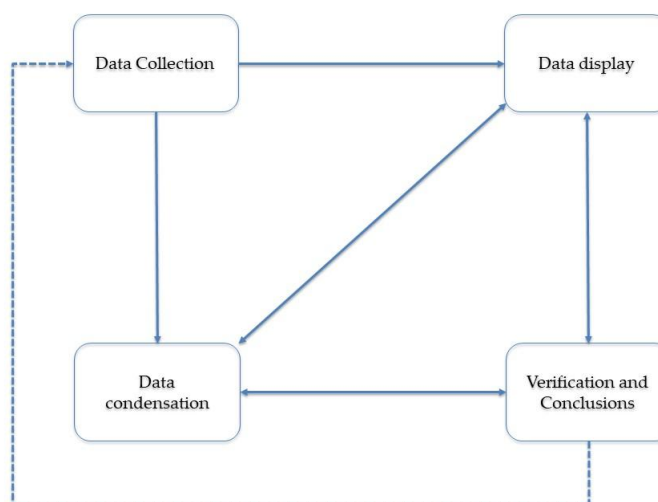 Data Collection
Data display
Data
condensation
Verification and
Conclusions